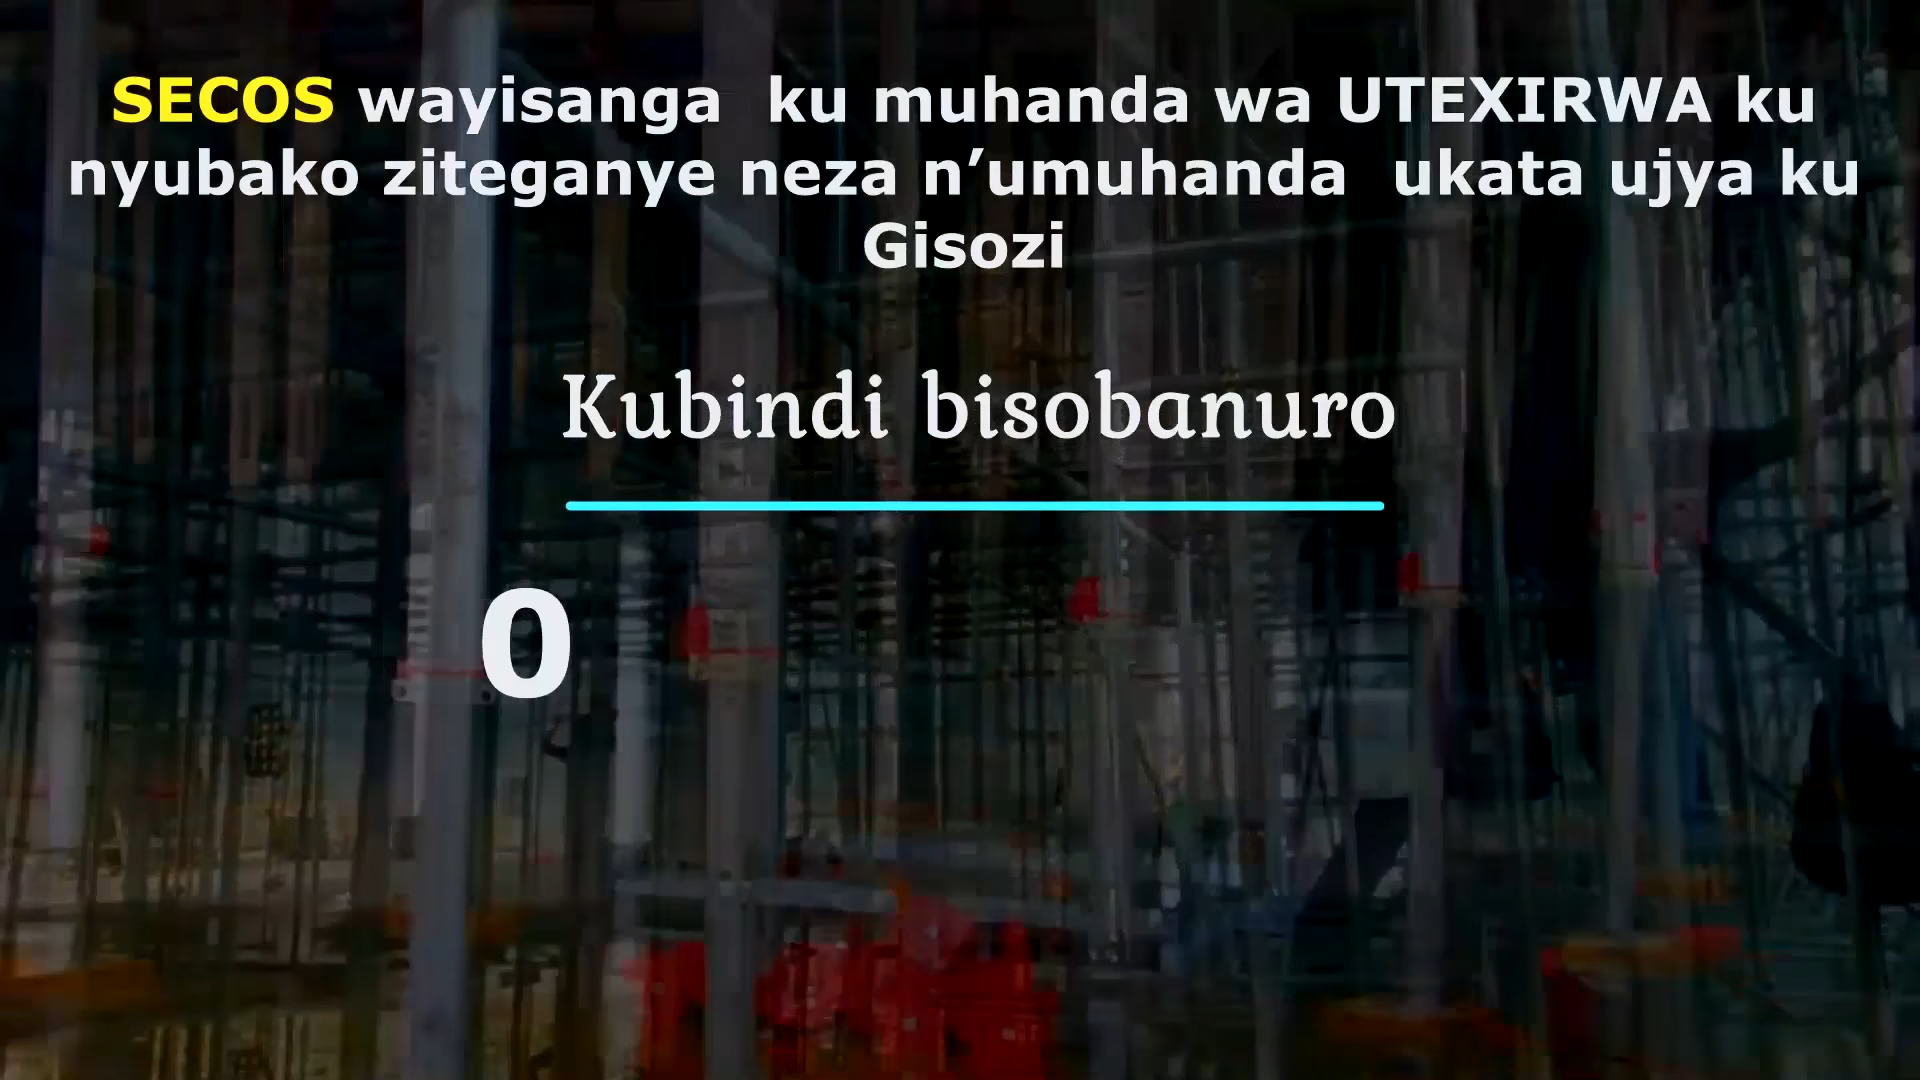 SECOS wayisanga ku muhanda wa UTEXIRWA ku
nyubako ziteganye neza n’umuhanda ukata ujya ku
Gisozi
Kubindi bisobanuro
0